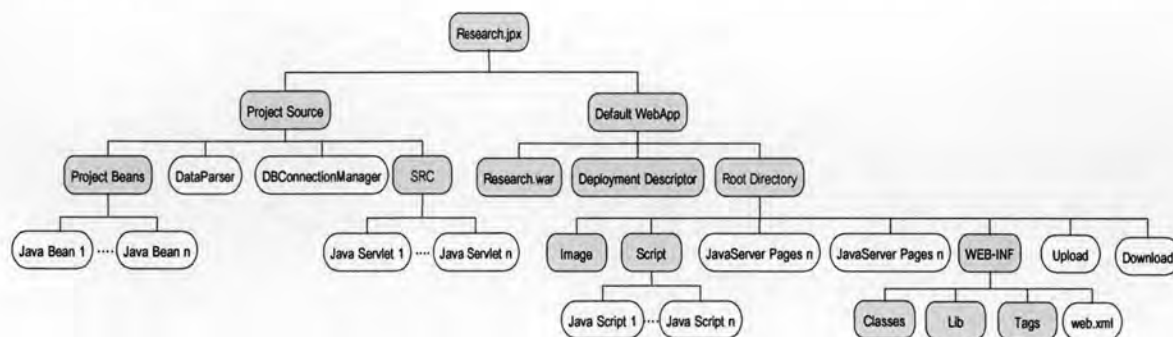 Research.jpx
Project Source
Default WebApp
Project Beans
DataParser
DBConnectionManager
SRC
Research.war
Deployment Descriptor
Root Directory
Java Bean 1
Java Bean n
Java Servlet 1
Java Servlet n
Image
Script
JavaServer Pages n
JavaServer Pages n
WEB-INF
Upload
Download
Java Script 1
Java Script n
Classes
Lib
Tags
web.xml